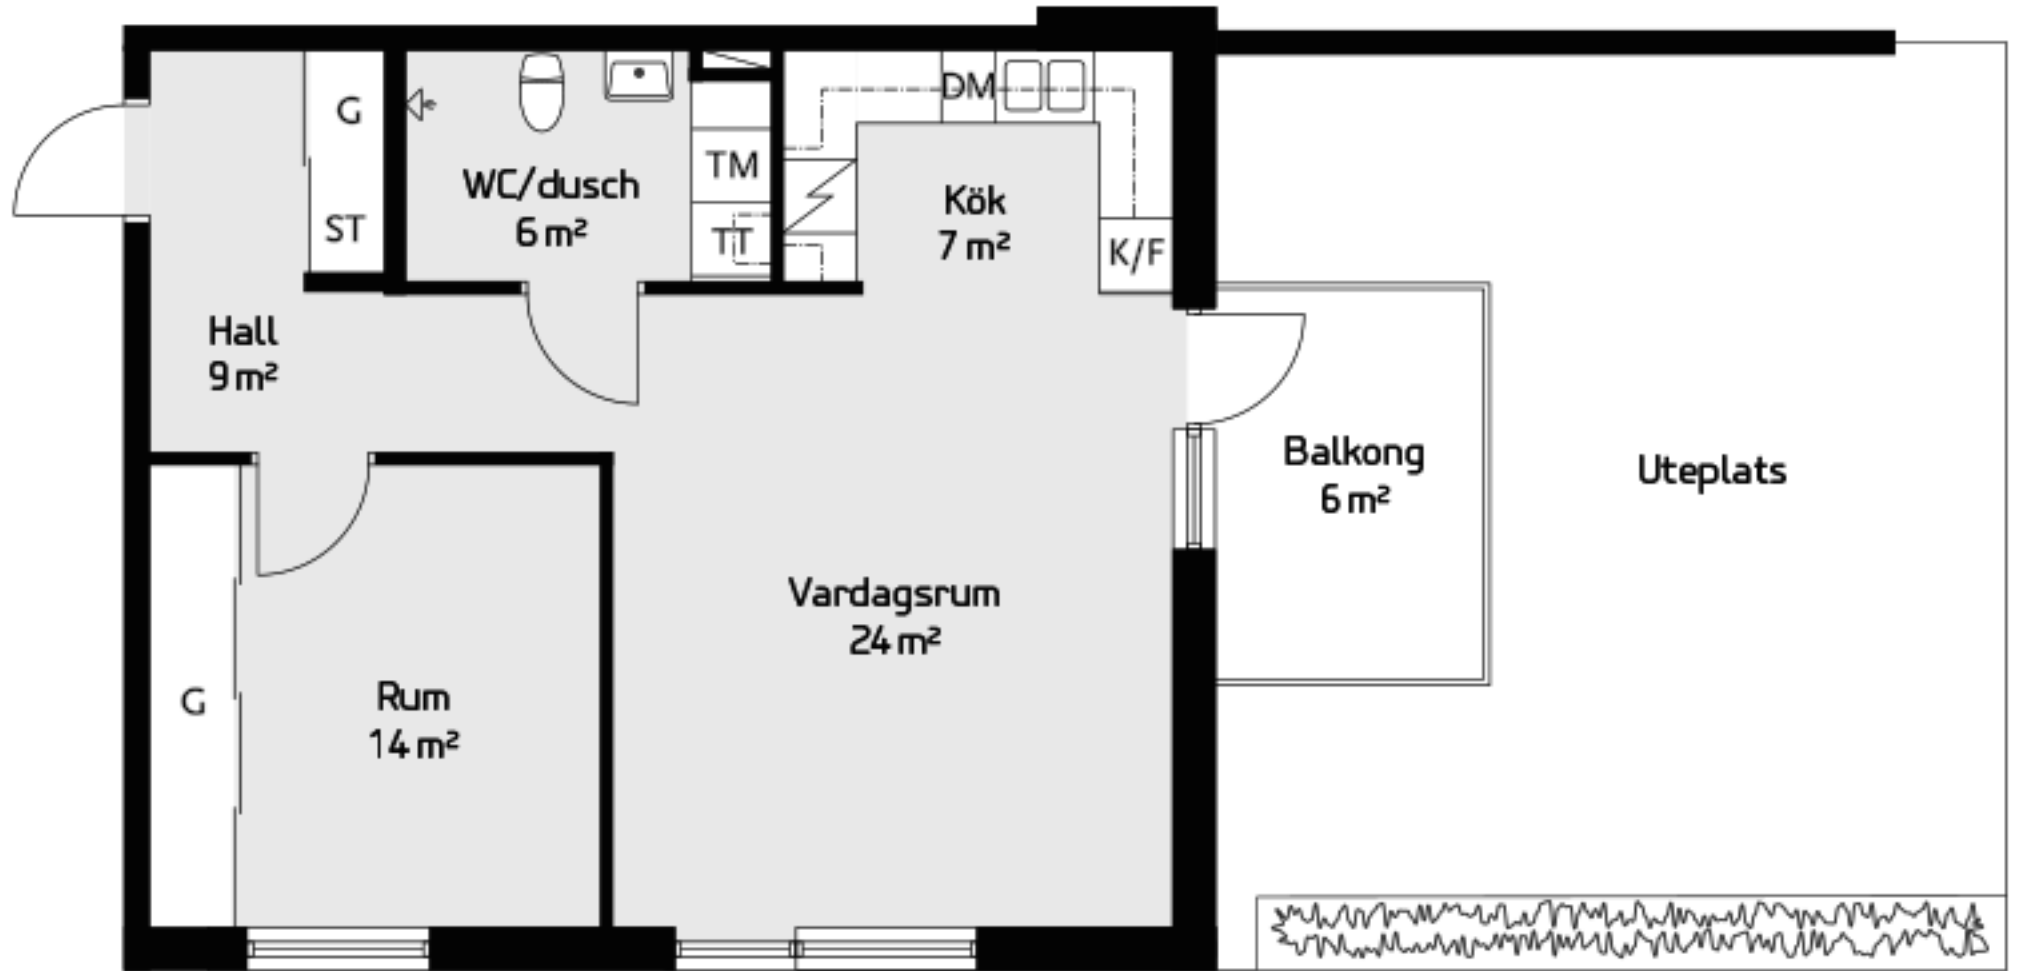 G
ST
WC/dusch
6 m²
TM
TT
DM
Kök
7 m²
K/F
Hall
9 m²
Balkong
6 m²
Uteplats
Vardagsrum
24 m²
G
Rum
14 m²